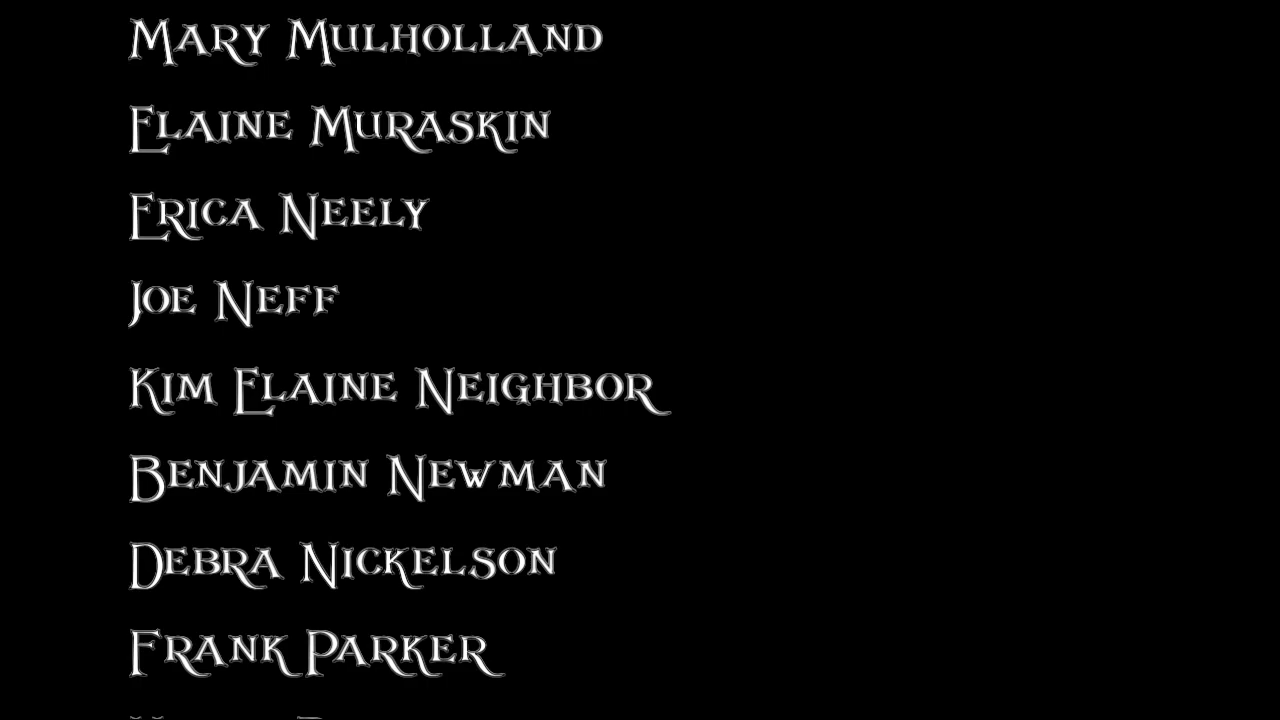 Mary Mulholland
Elaine Muraskin
Erica Neely
Joe Neff
Kim Elaine Neighbor
Benjamin Newman
Debra Nickelson
Frank Parker